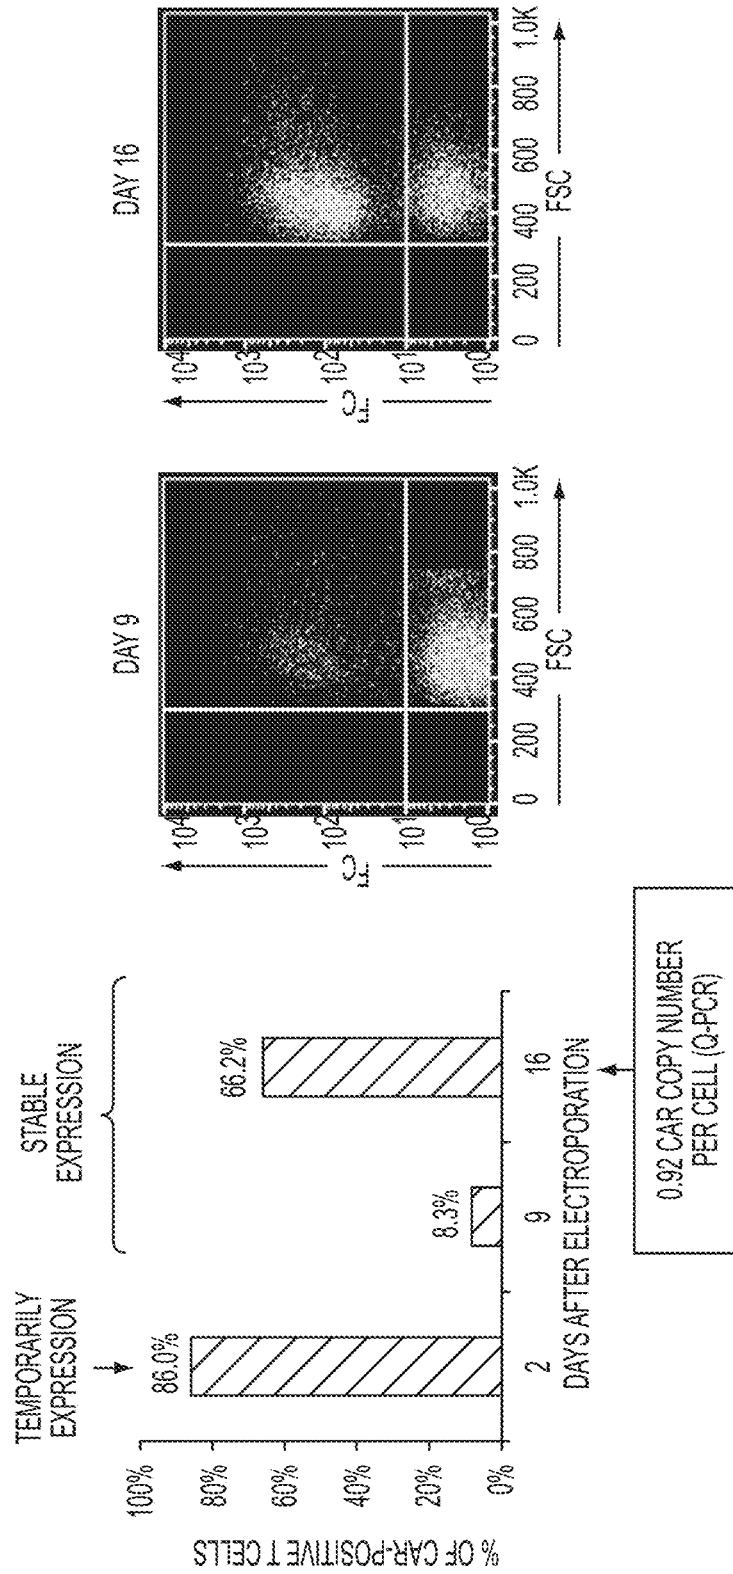 TEMPORARILY
EXPRESSION
STABLE
EXPRESSION
% OF CAR-POSITIVE T CELLS
100%
80%
60%
40%
20%
0%
86.0%
8.3%
66.2%
2
9
16
DAYS AFTER ELECTROPORATION
0.92 CAR COPY NUMBER
PER CELL (Q-PCR)
DAY 9
FC
10⁴
10³
10²
10¹
10⁰
0
200
400
600
800
1.0K
FSC
DAY 16
FC
10⁴
10³
10²
10¹
10⁰
0
200
400
600
800
1.0K
FSC